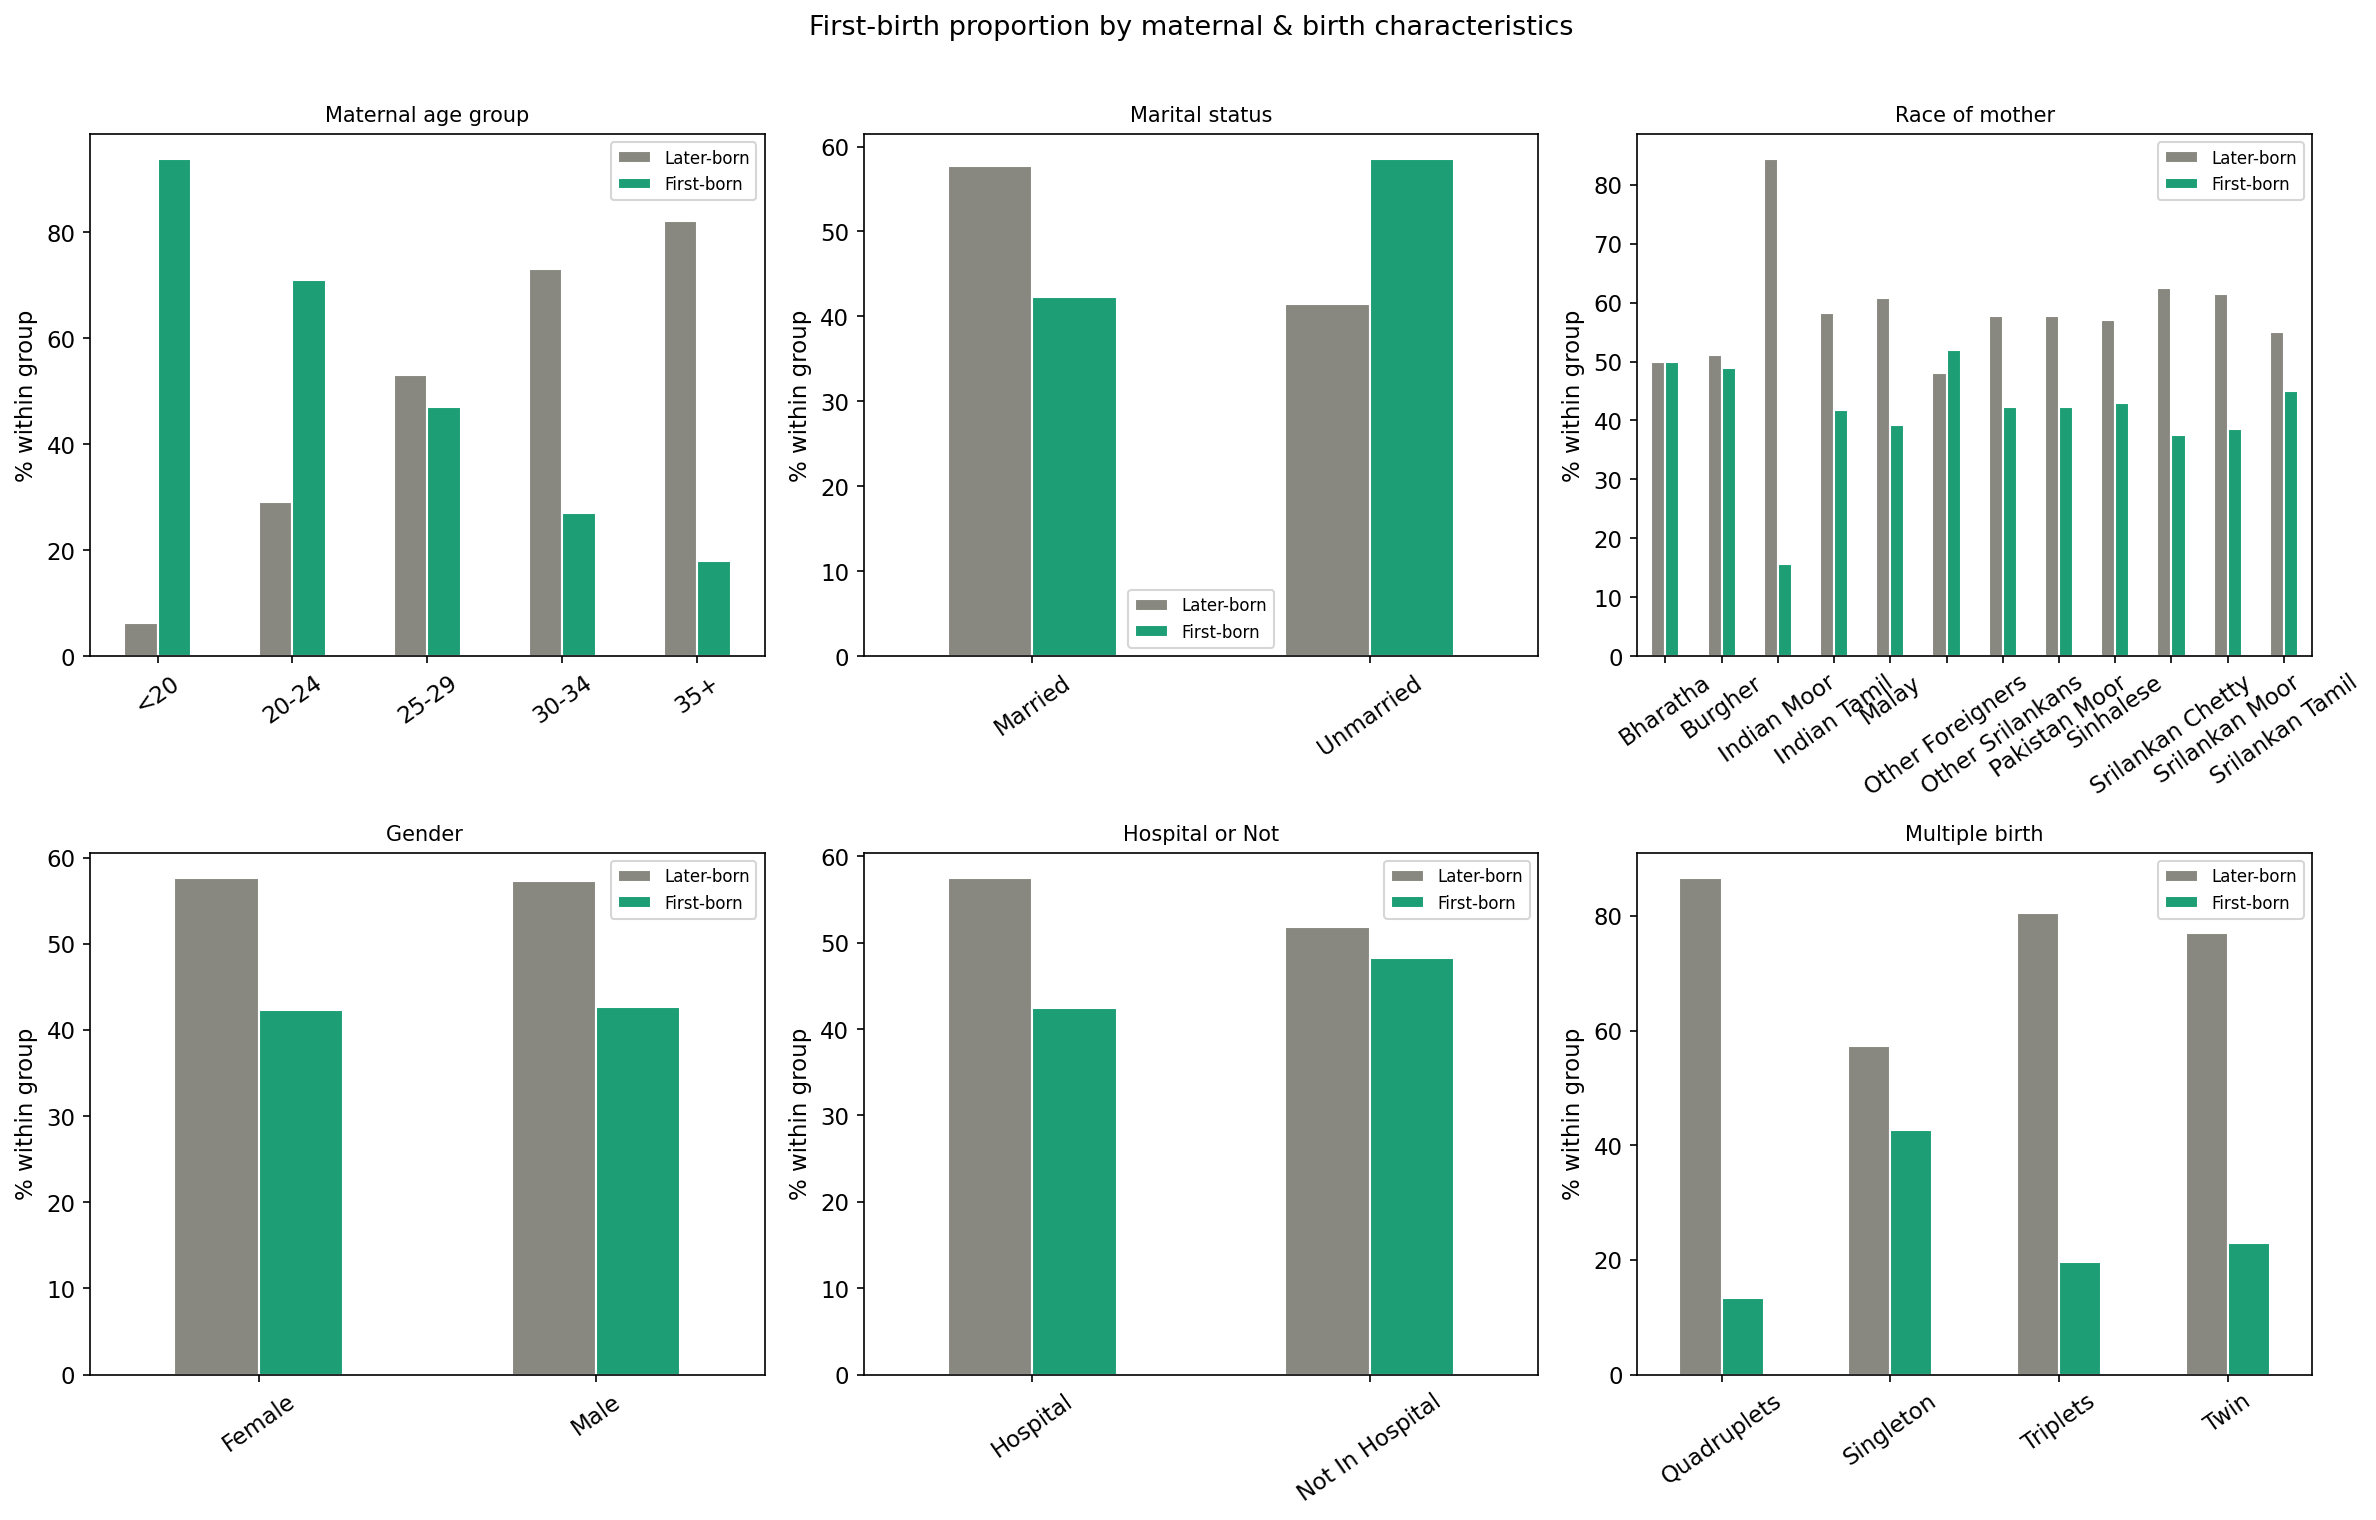 First-birth proportion by maternal & birth characteristics
Maternal age group
% within group
80
60
40
20
0
Later-born
First-born
<20
20-24
25-29
30-34
35+
Marital status
% within group
60
50
40
30
20
10
0
Later-born
First-born
Married
Unmarried
Race of mother
% within group
80
70
60
50
40
30
20
10
0
Later-born
First-born
Bharatha
Burgher
Indian Moor
Indian Tamil
Malay
Other Foreigners
Other Srilankans
Pakistan Moor
Sinhalese
Srilankan Chetty
Srilankan Moor
Srilankan Tamil
Gender
% within group
60
50
40
30
20
10
0
Later-born
First-born
Female
Male
Hospital or Not
% within group
60
50
40
30
20
10
0
Later-born
First-born
Hospital
Not In Hospital
Multiple birth
% within group
80
60
40
20
0
Later-born
First-born
Quadruplets
Singleton
Triplets
Twin